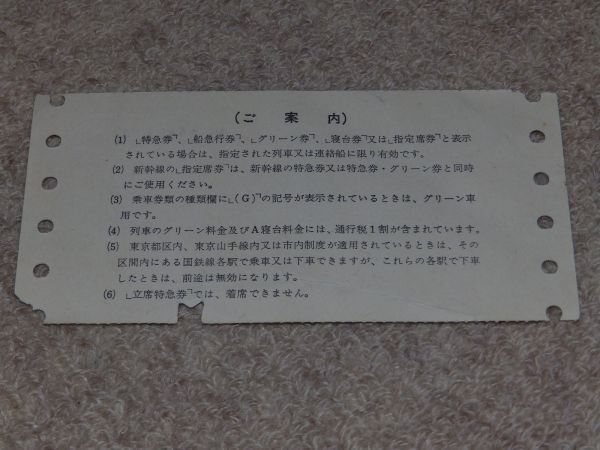 (ご案内)
(1) 「特急券」、「船急行券」、「グリーン券」、「寝台券」又は「指定席券」と表示
されている場合は、指定された列車又は連絡船に限り有効です。
(2) 新幹線の「指定席券」は、新幹線の特急券又は特急券・グリーン券と同時
にご使用ください。
(3) 乗車券類の種類欄に「(G)」の記号が表示されているときは、グリーン車
用です。
(4) 列車のグリーン料金及びA寝台料金には、通行税1割が含まれています。
(5) 東京都区内、東京山手線内又は市内制度が適用されているときは、その
区間内にある国鉄線各駅で乗車又は下車できますが、これらの各駅で下車
したときは、前途は無効になります。
(6) 「立席特急券」では、着席できません。